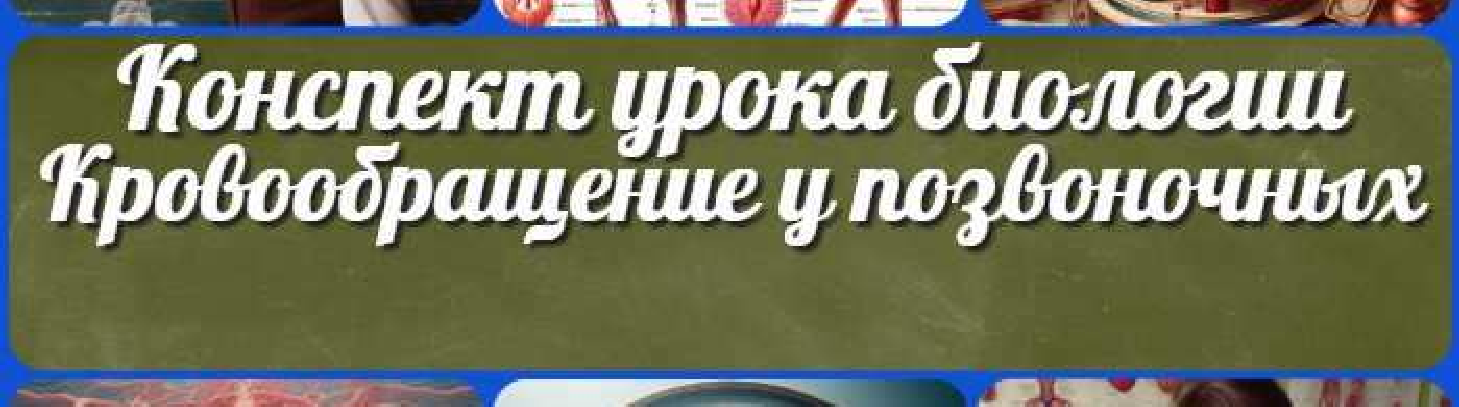 Конспект урока биологии
Кровообращение у позвоночных